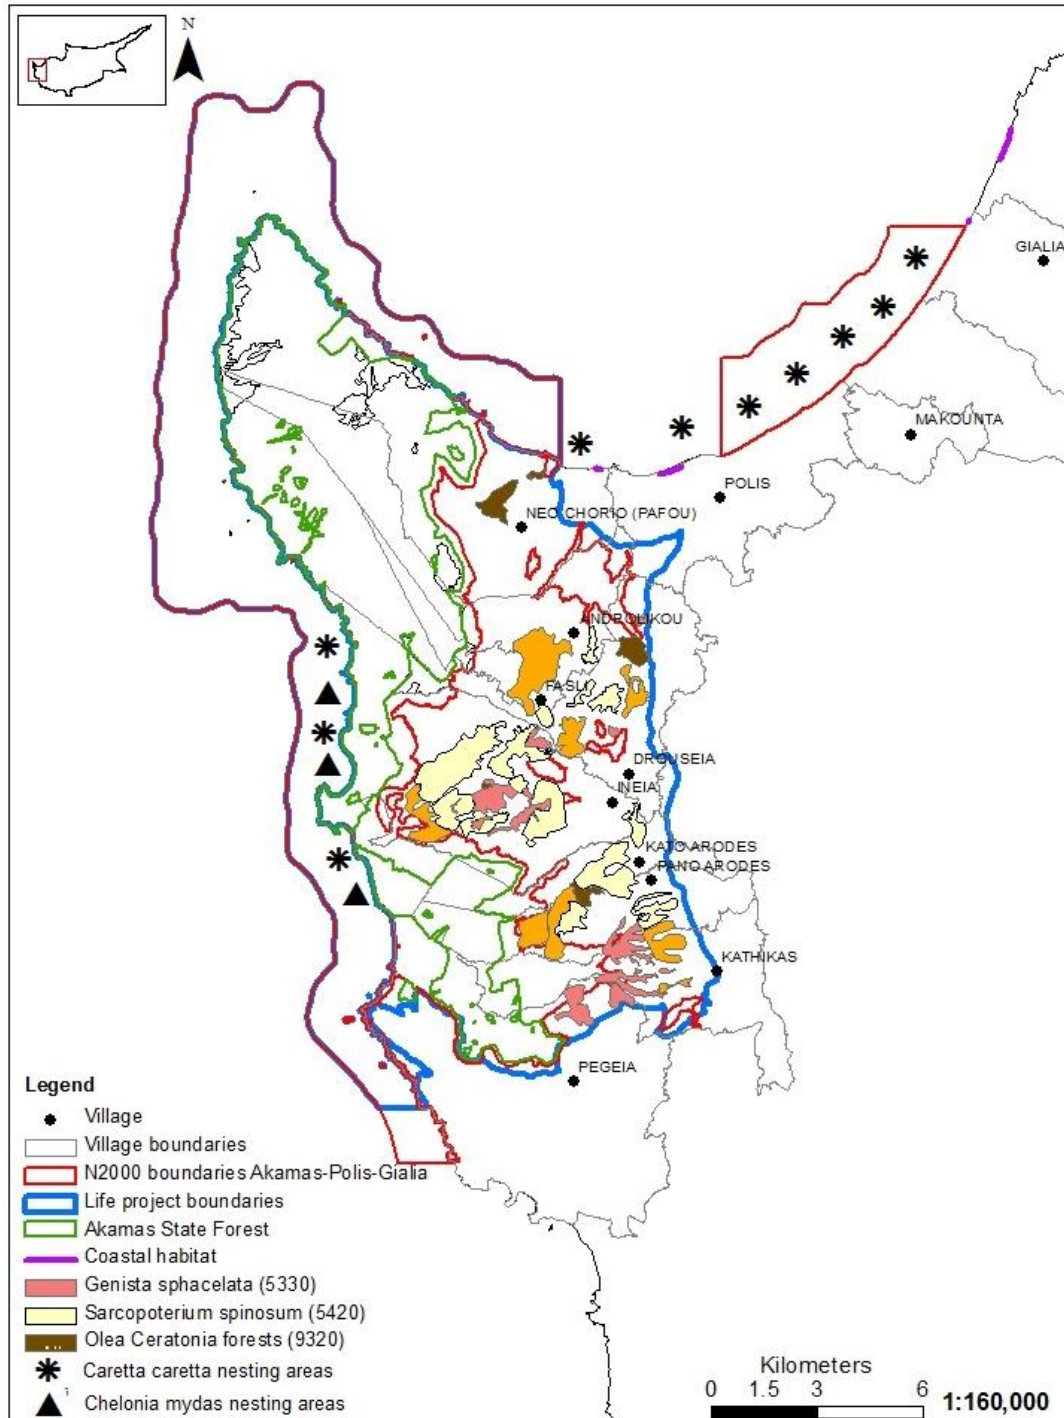 N
GIALIA
MAKOUNTA
POLIS
NEO CHORIO (PAFOU)
ANDROLIKOU
FASLI
DROUSEIA
INEIA
KATO ARODES
PANO ARODES
KATHIKAS
PEGEIA
Legend
Village
Village boundaries
N2000 boundaries Akamas-Polis-Gialia
Life project boundaries
Akamas State Forest
Coastal habitat
Genista sphacelata (5330)
Sarcopoterium spinosum (5420)
Olea Ceratonia forests (9320)
Caretta caretta nesting areas
Chelonia mydas nesting areas
Kilometers
0 1.5 3 6
1:160,000